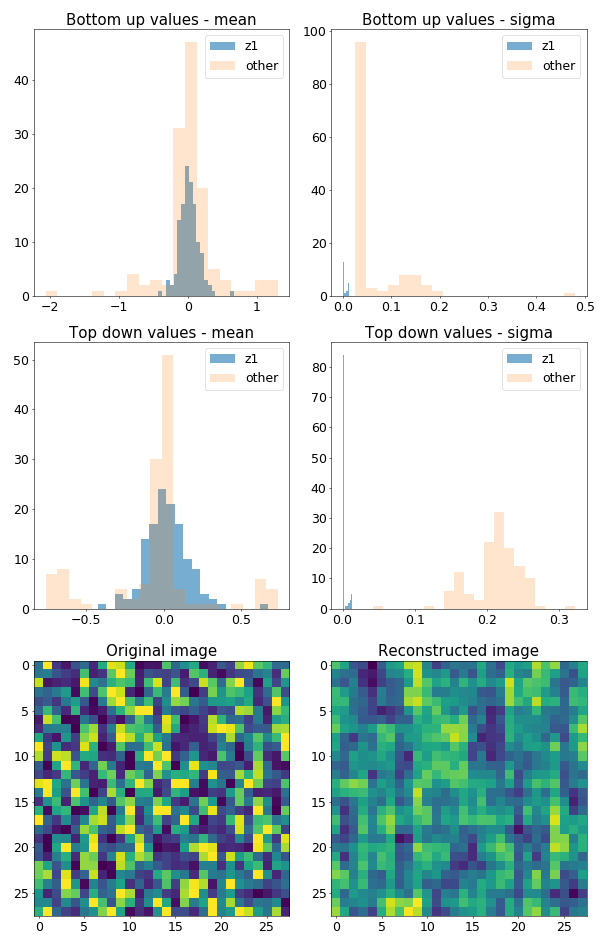 Bottom up values - mean
z1
other
40
30
20
10
0
−2 −1 0 1
Bottom up values - sigma
z1
other
100
80
60
40
20
0
0.0 0.1 0.2 0.3 0.4 0.5
Top down values - mean
z1
other
50
40
30
20
10
0
−0.5 0.0 0.5
Top down values - sigma
z1
other
80
70
60
50
40
30
20
10
0
0.0 0.1 0.2 0.3
Original image
0
5
10
15
20
25
0 5 10 15 20 25
Reconstructed image
0
5
10
15
20
25
0 5 10 15 20 25